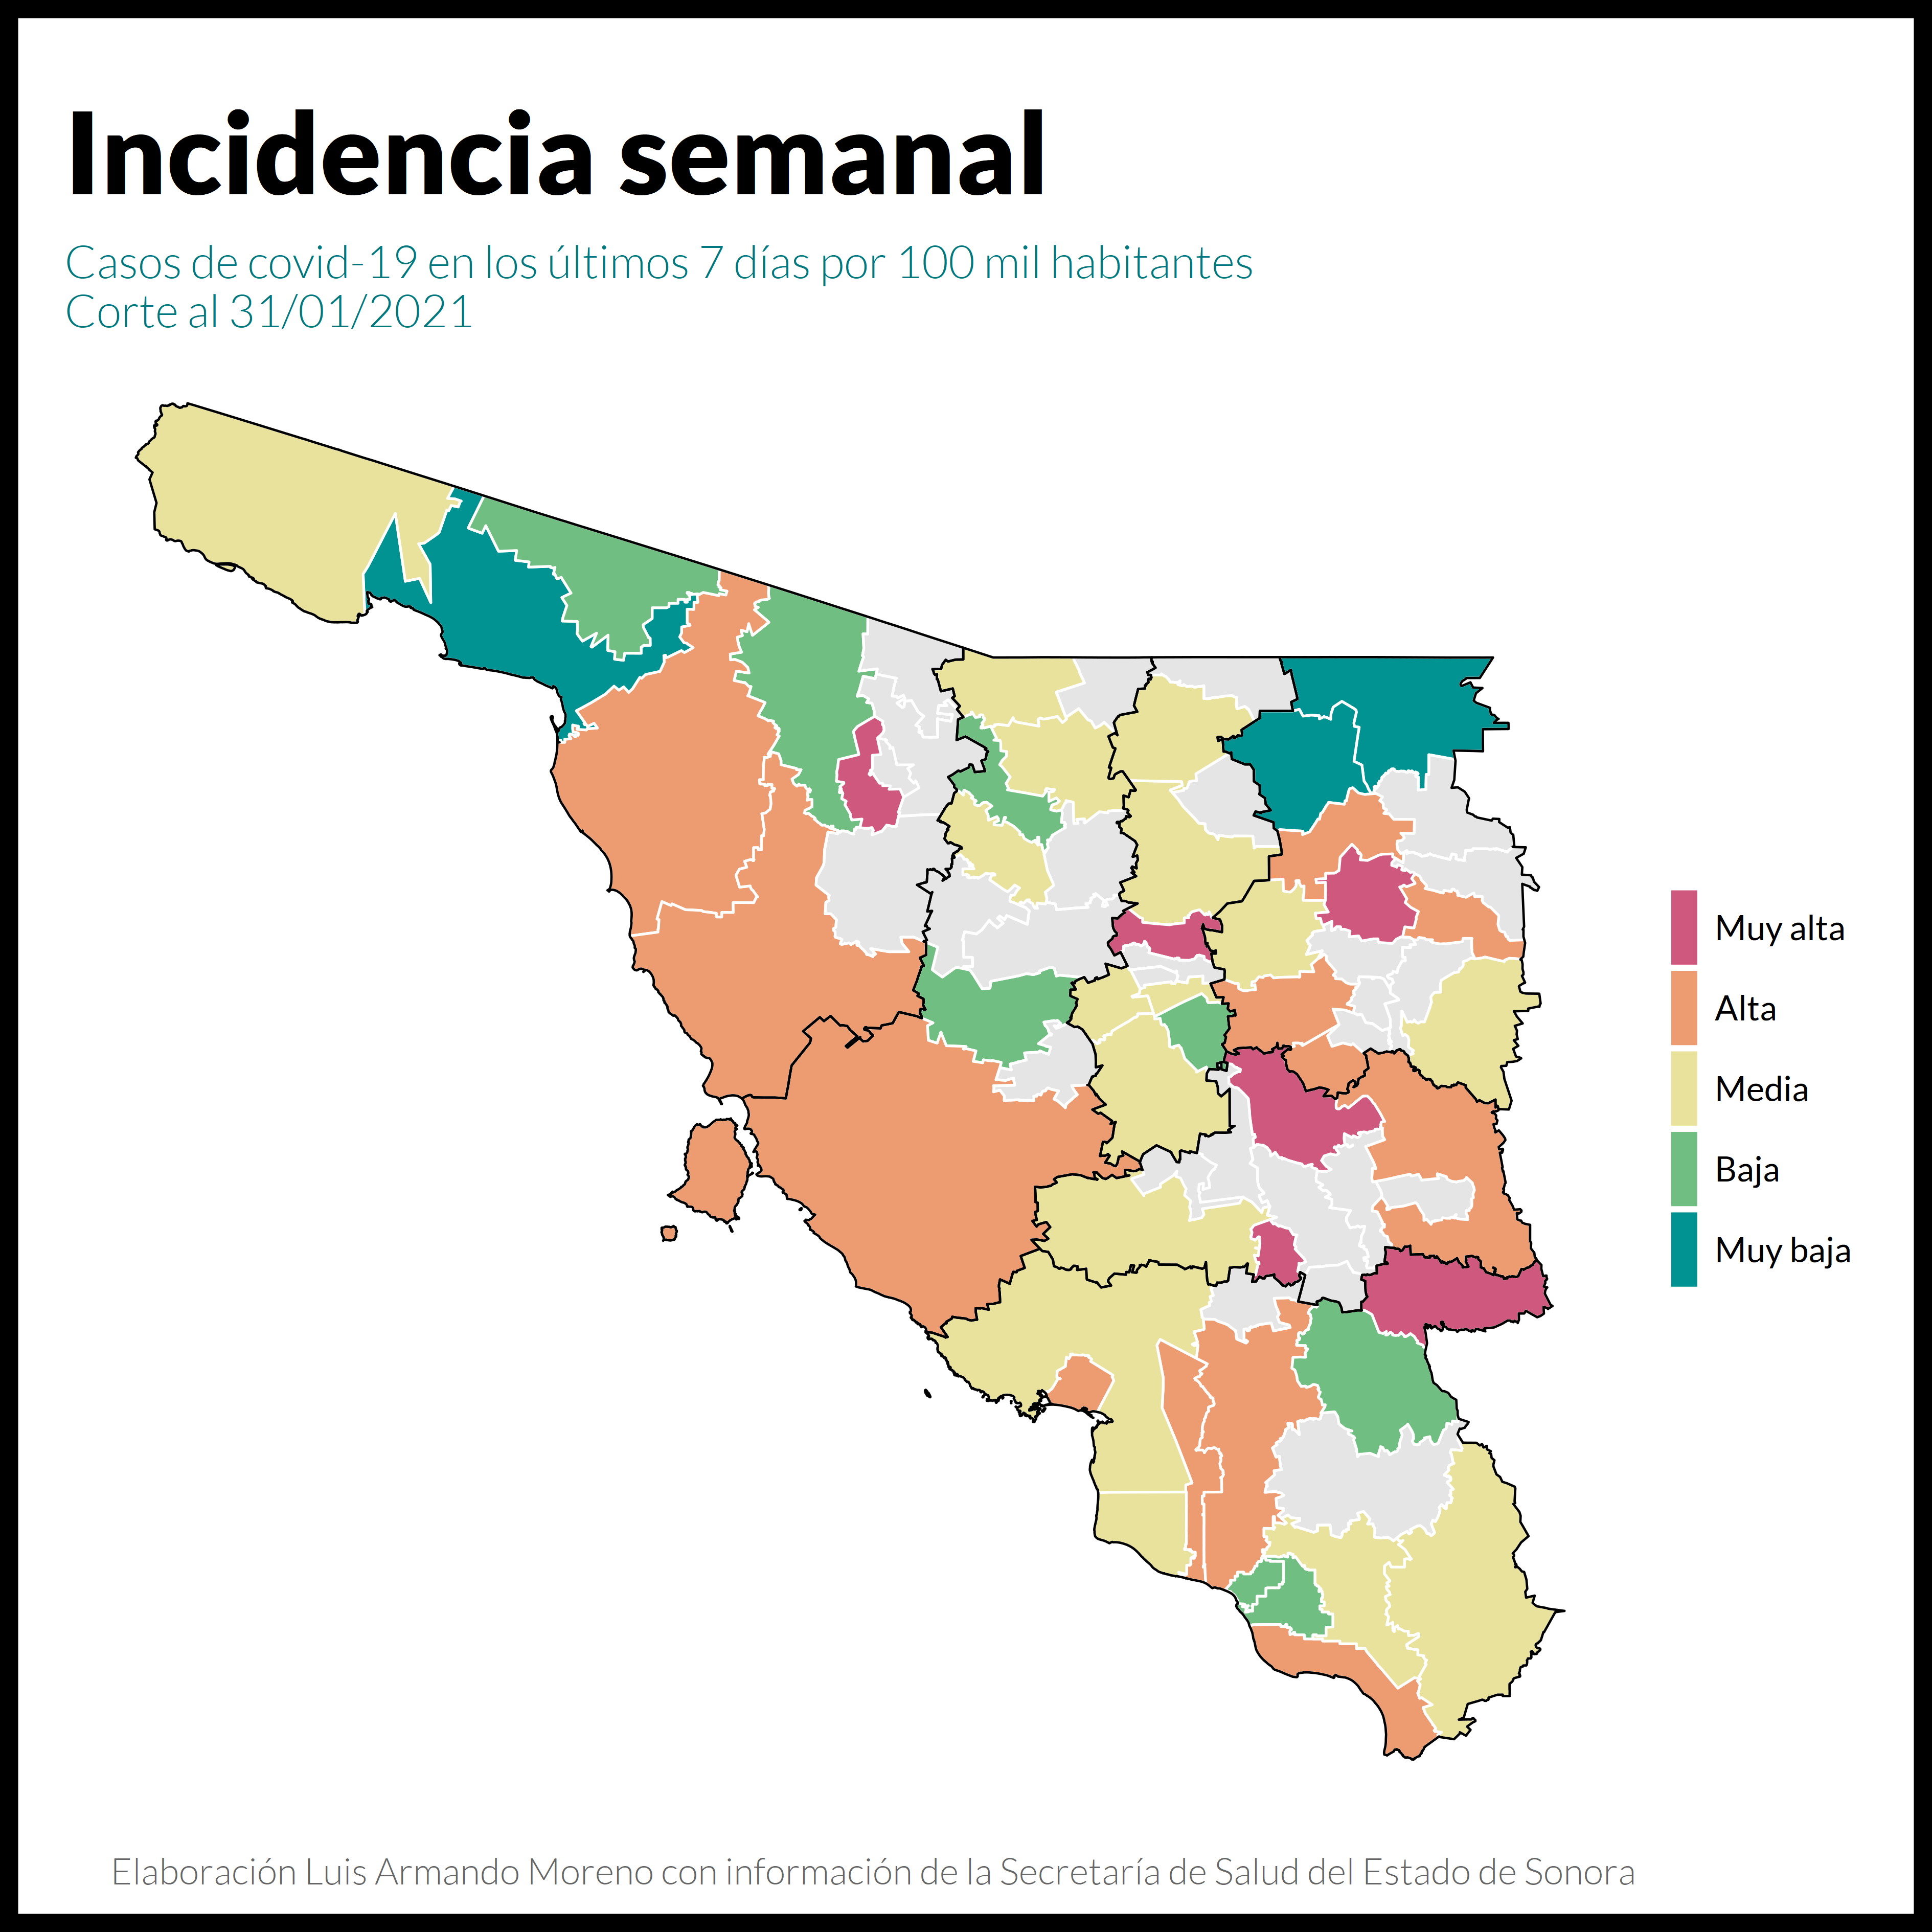 Incidencia semanal
Casos de covid-19 en los últimos 7 días por 100 mil habitantes
Corte al 31/01/2021
Muy alta
Alta
Media
Baja
Muy baja
Elaboración Luis Armando Moreno con información de la Secretaría de Salud del Estado de Sonora